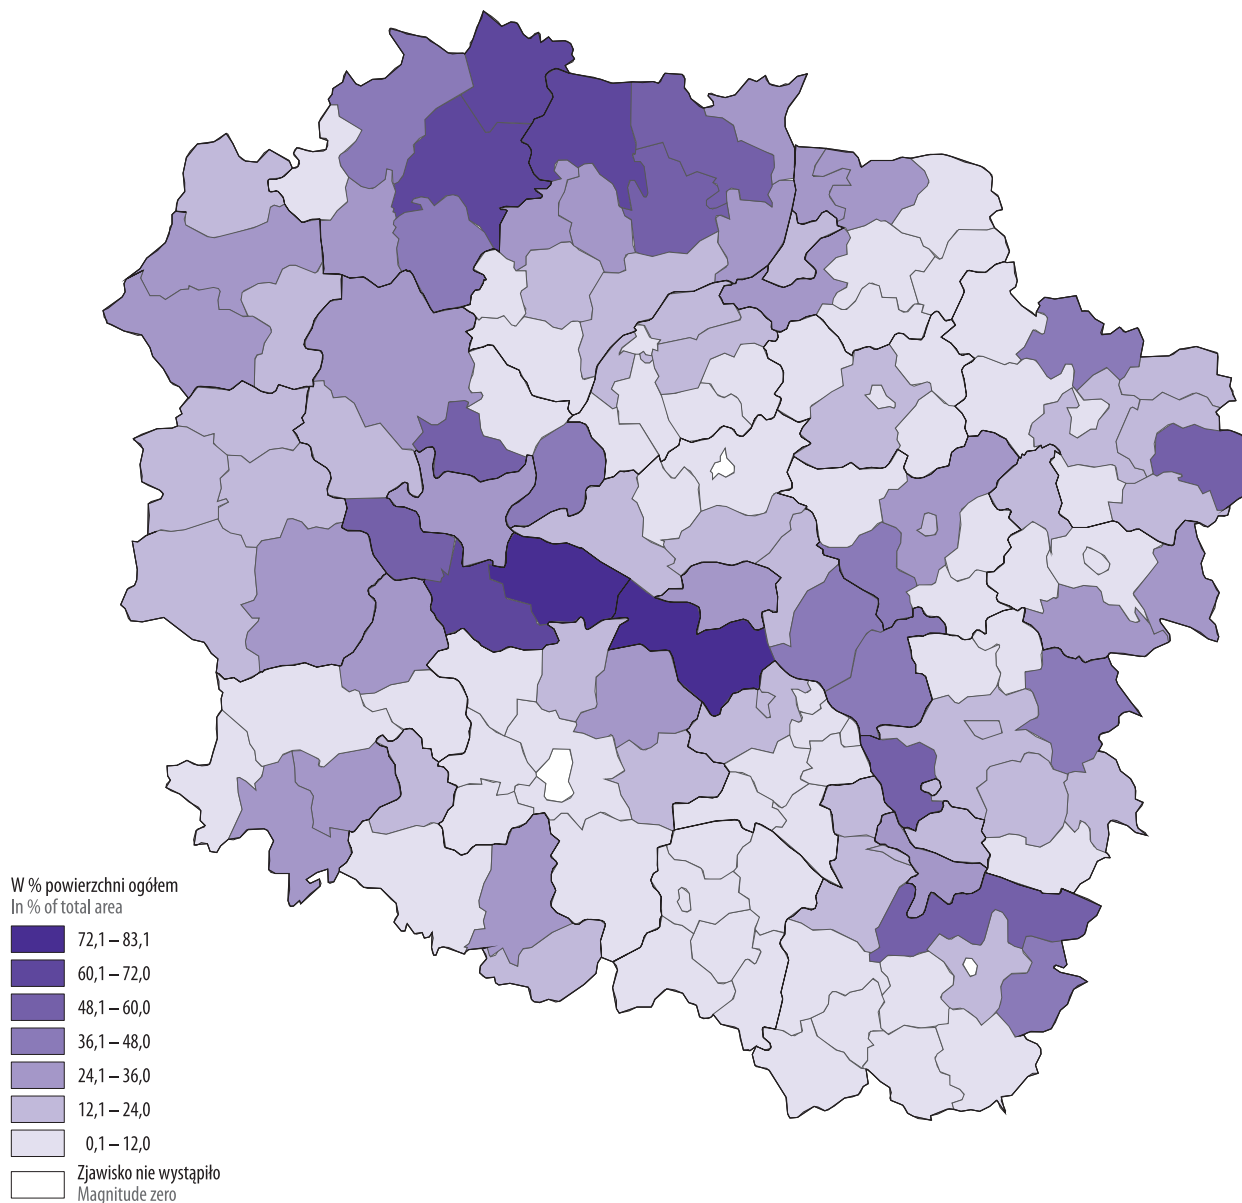 W % powierzchni ogółem
In % of total area
72,1 – 83,1
60,1 – 72,0
48,1 – 60,0
36,1 – 48,0
24,1 – 36,0
12,1 – 24,0
0,1 – 12,0
Zjawisko nie wystąpiło
Magnitude zero